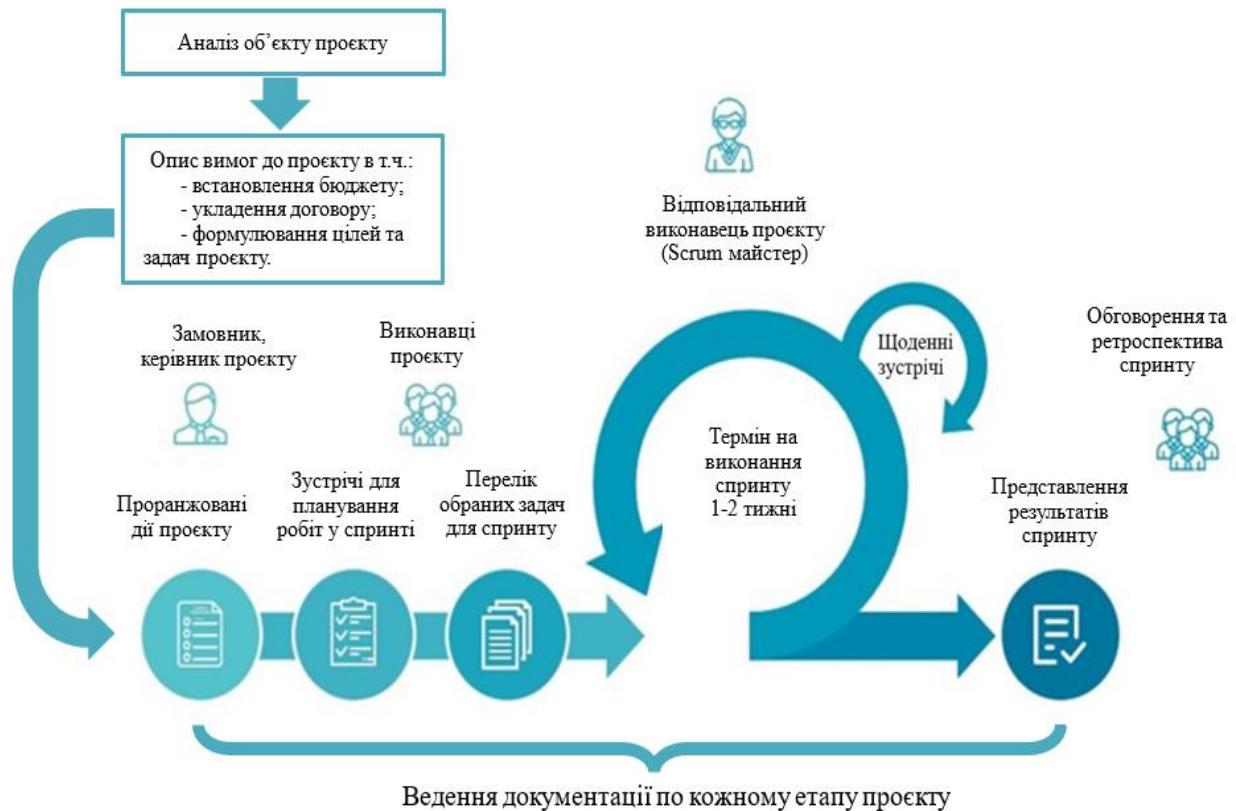 Аналіз об’єкту проєкту
Опис вимог до проєкту в т.ч.:
- встановлення бюджету;
- укладення договору;
- формулювання цілей та
задач проєкту.
Відповідальний
виконавець проєкту
(Scrum майстер)
Замовник,
керівник проєкту
Виконавці
проєкту
Щоденні
зустрічі
Обговорення та
ретроспектива
спринту
Проранжовані
дії проєкту
Зустрічі для
планування
робіт у спринті
Перелік
обраних задач
для спринту
Термін на
виконання
спринту
1-2 тижні
Представлення
результатів
спринту
Ведення документації по кожному етапу проєкту